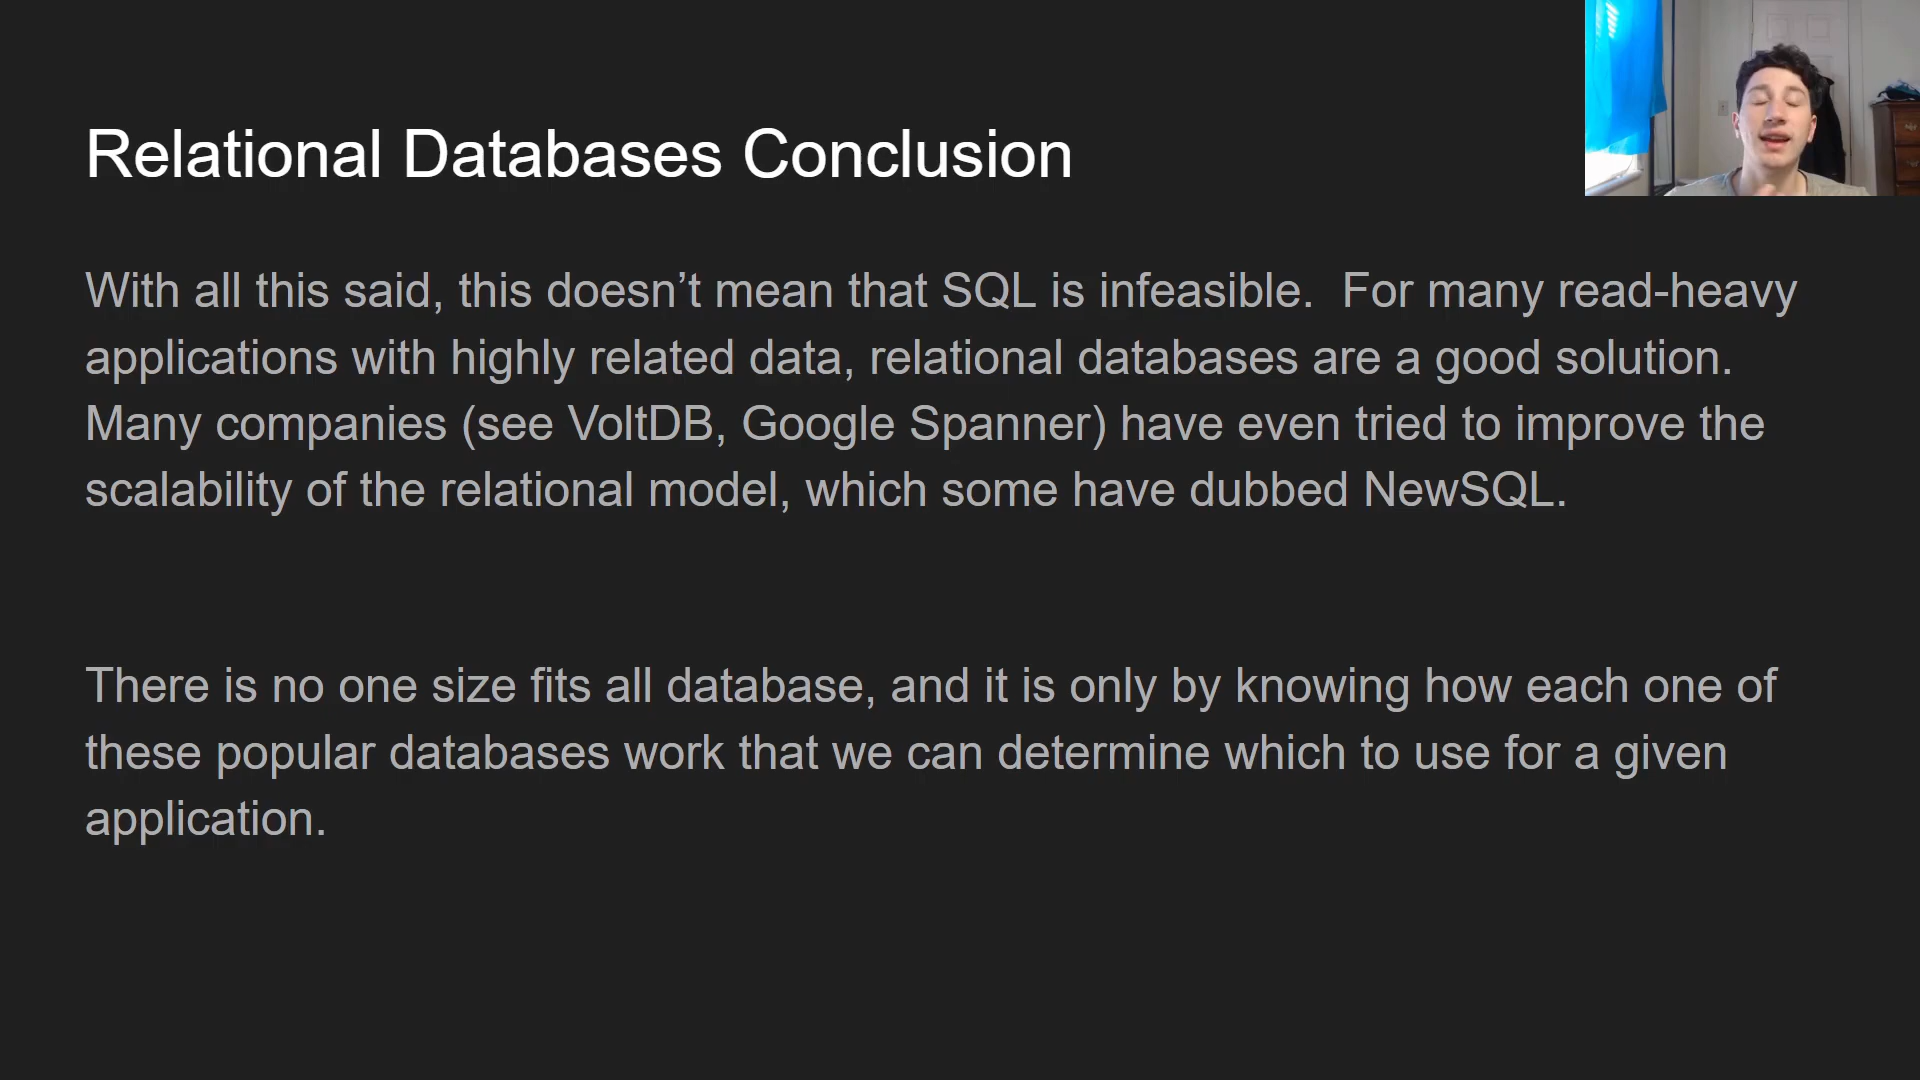 Relational Databases Conclusion
With all this said, this doesn’t mean that SQL is infeasible.  For many read-heavy
applications with highly related data, relational databases are a good solution.
Many companies (see VoltDB, Google Spanner) have even tried to improve the
scalability of the relational model, which some have dubbed NewSQL.
There is no one size fits all database, and it is only by knowing how each one of
these popular databases work that we can determine which to use for a given
application.